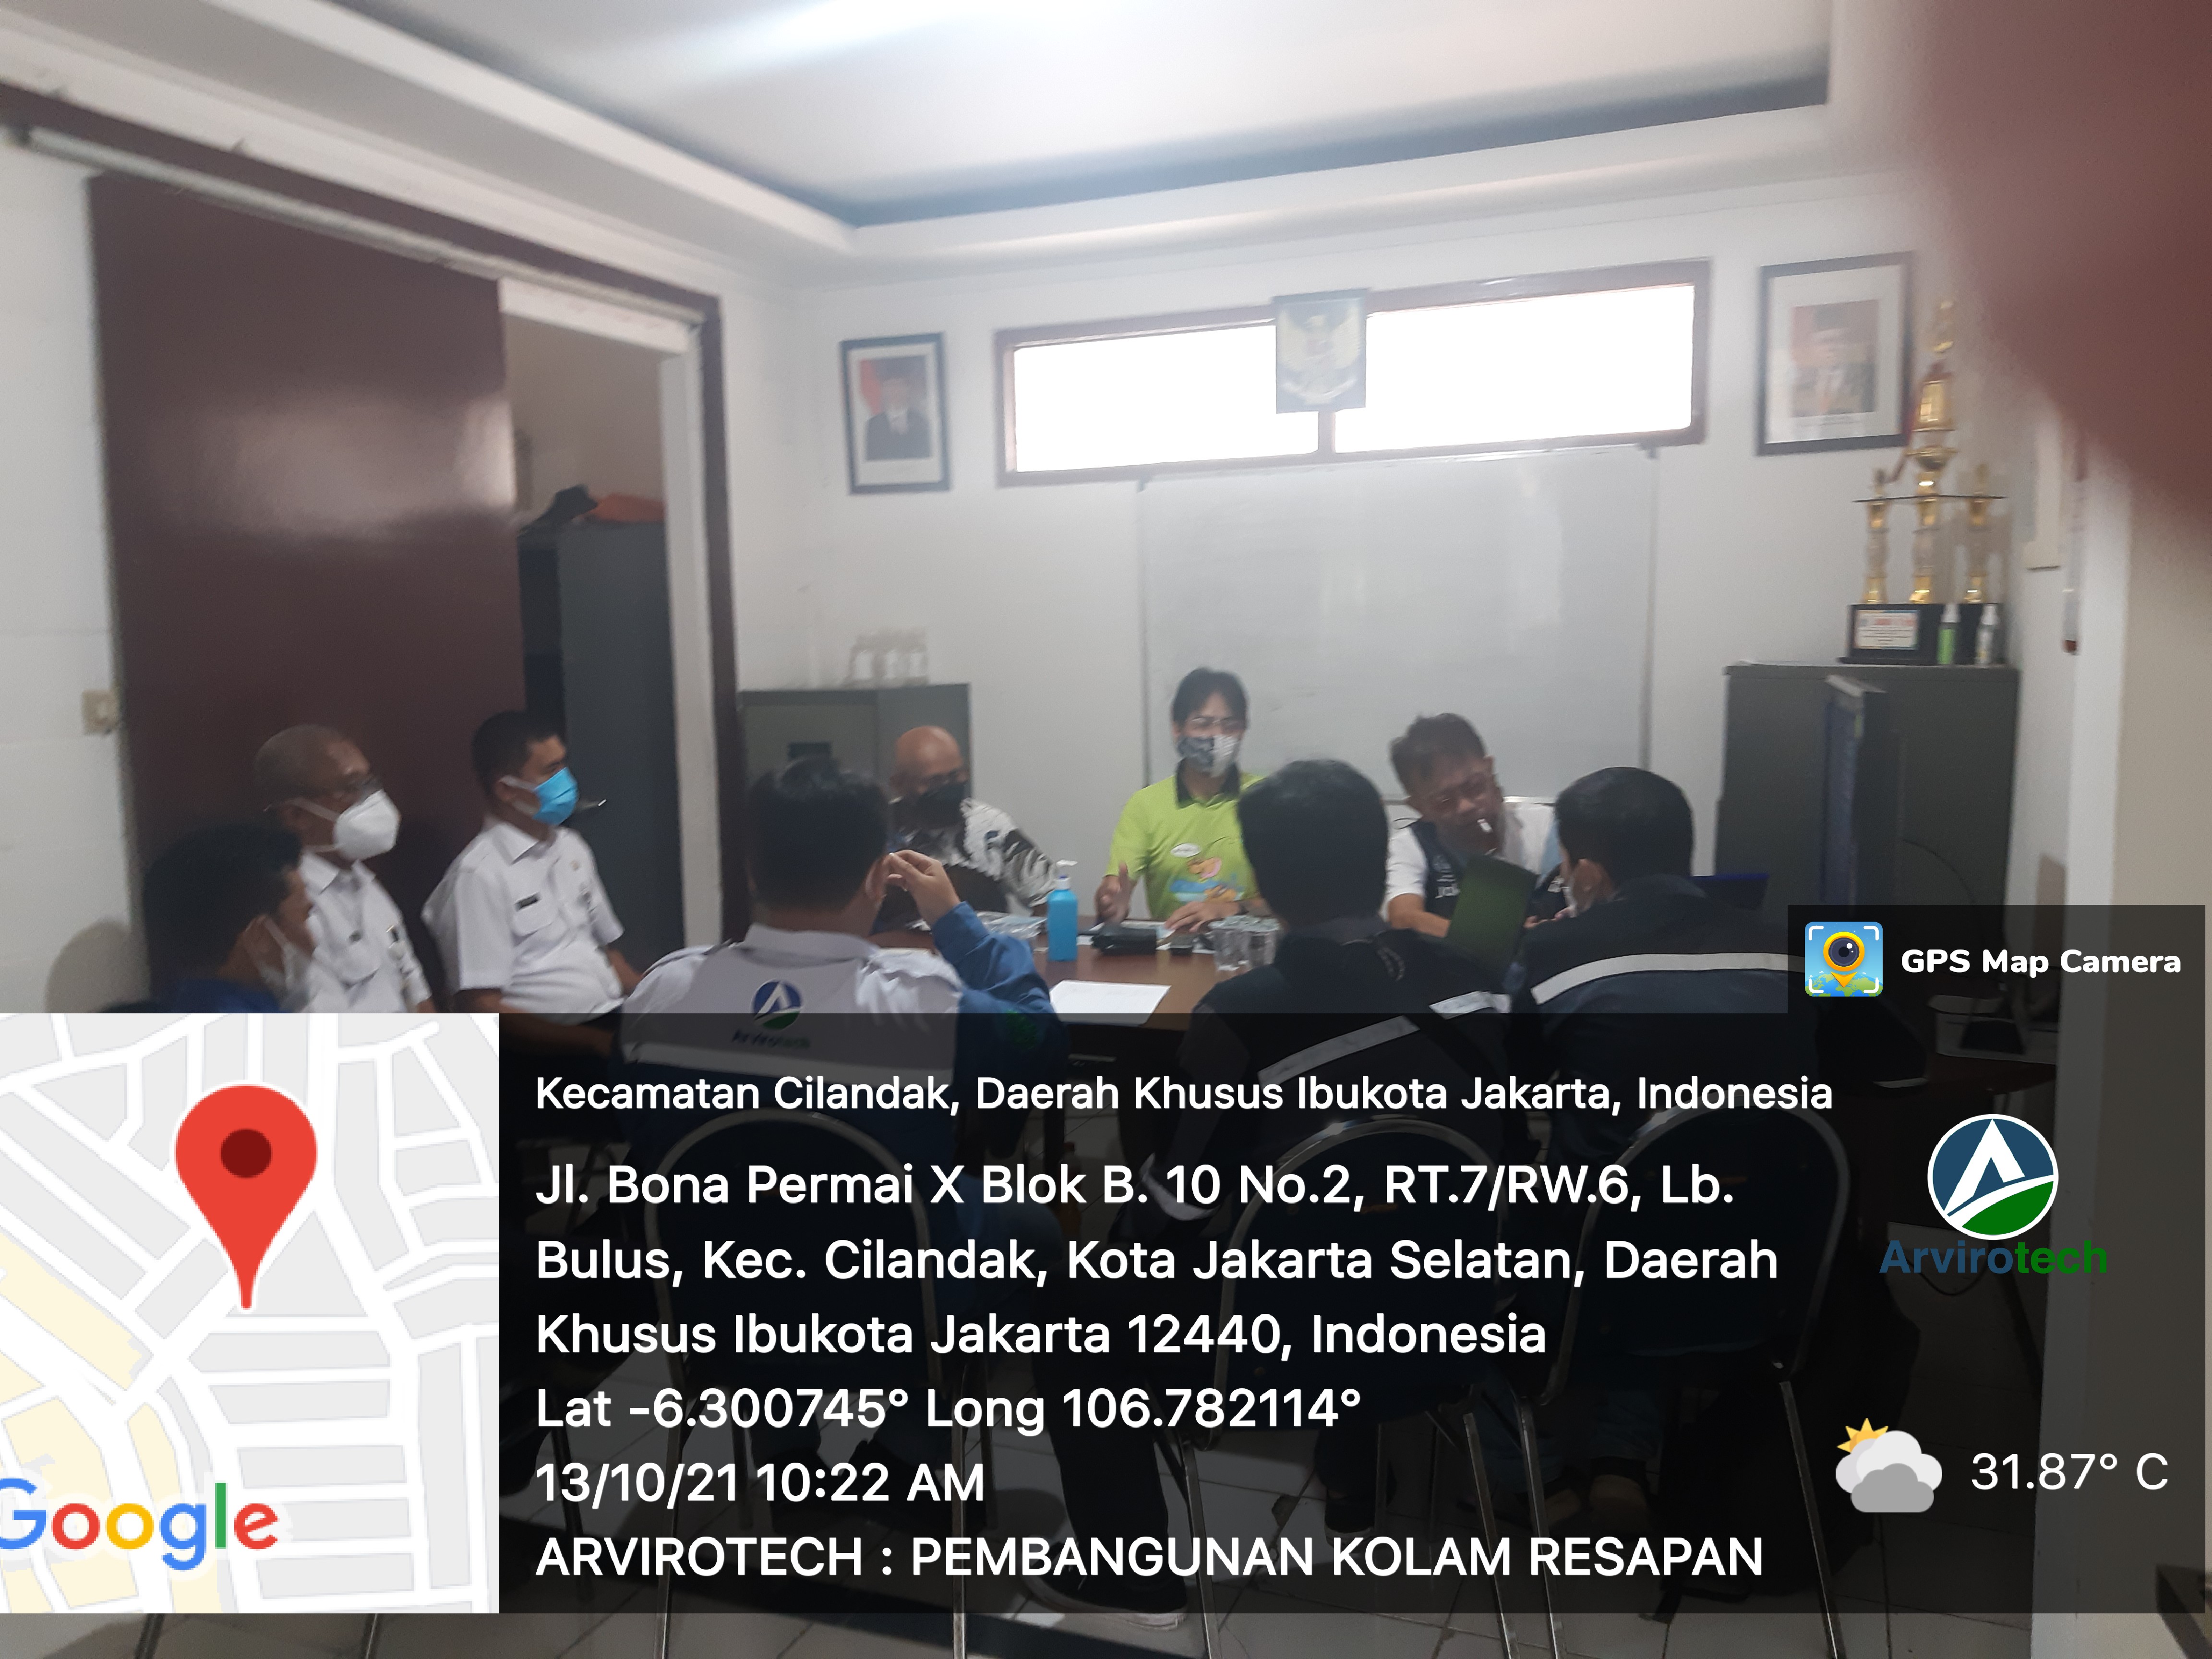 Arvirotech
GPS Map Camera
Kecamatan Cilandak, Daerah Khusus Ibukota Jakarta, Indonesia
Jl. Bona Permai X Blok B. 10 No.2, RT.7/RW.6, Lb.
Bulus, Kec. Cilandak, Kota Jakarta Selatan, Daerah
Khusus Ibukota Jakarta 12440, Indonesia
Lat -6.300745° Long 106.782114°
13/10/21 10:22 AM
ARVIROTECH : PEMBANGUNAN KOLAM RESAPAN
Google
Arvirotech
31.87° C